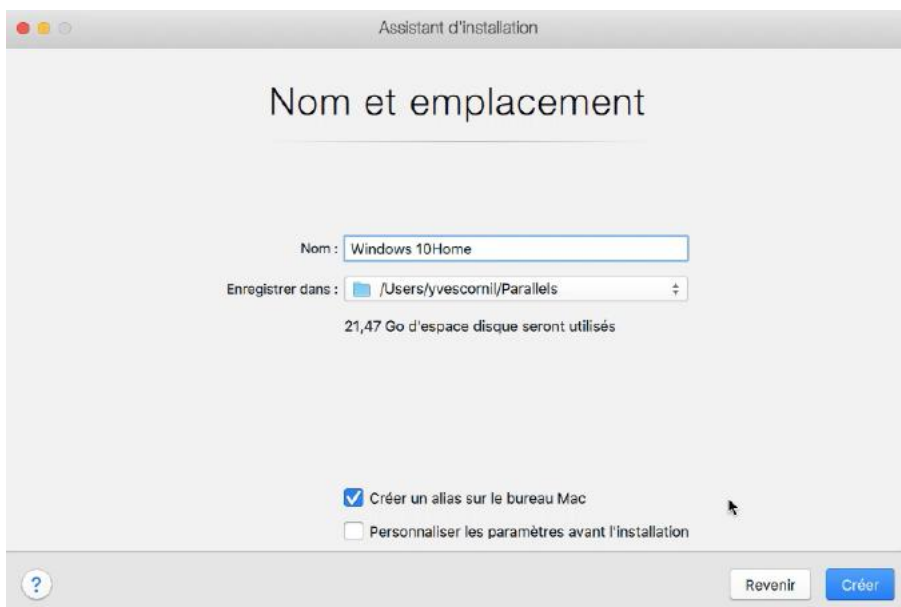 Assistant d'installation
Nom et emplacement
Nom : Windows 10Home
Enregistrer dans : /Users/yvescornil/Parallels
21,47 Go d'espace disque seront utilisés
Créer un alias sur le bureau Mac
Personnaliser les paramètres avant l'installation
? Revenir Créer